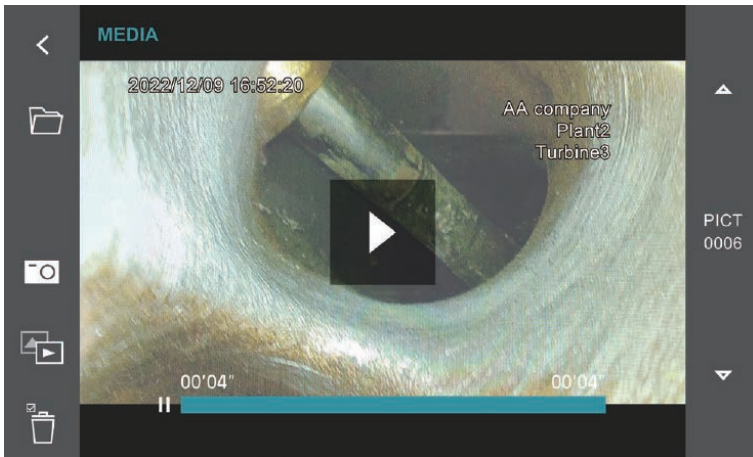 MEDIA
2022/12/09 16:52:20
AA company
Plant2
Turbine3
PICT
0006
00'04"
00'04"